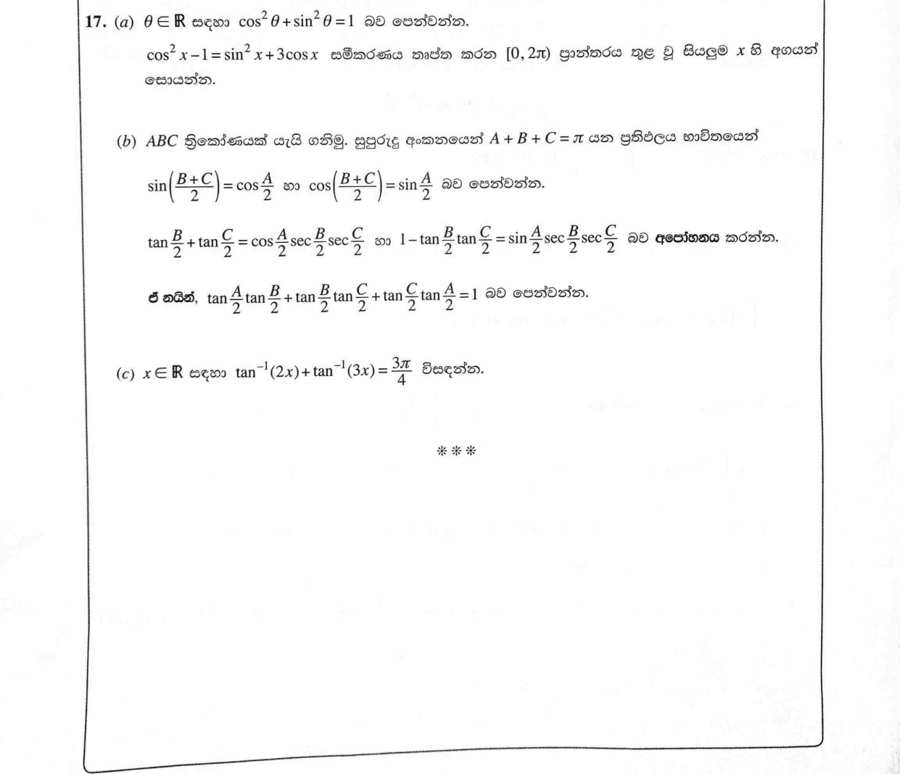 17. (a) θ ∈ ℝ සඳහා cos² θ + sin² θ = 1 බව පෙන්වන්න.
cos² x − 1 = sin² x + 3cos x සමීකරණය තෘප්ත කරන [0, 2π) ප්‍රාන්තරය තුළ වූ සියලුම x හි අගයන්
සොයන්න.
(b) ABC ත්‍රිකෝණයක් යැයි ගනිමු. සුපුරුදු අංකනයෙන් A + B + C = π යන ප්‍රතිඵලය භාවිතයෙන්
sin((B+C)/2) = cos A/2 හා cos((B+C)/2) = sin A/2 බව පෙන්වන්න.
tan B/2 + tan C/2 = cos A/2 sec B/2 sec C/2 හා 1 − tan B/2 tan C/2 = sin A/2 sec B/2 sec C/2 බව අපෝහනය කරන්න.
ඒ නයින්, tan A/2 tan B/2 + tan B/2 tan C/2 + tan C/2 tan A/2 = 1 බව පෙන්වන්න.
(c) x ∈ ℝ සඳහා tan⁻¹(2x) + tan⁻¹(3x) = 3π/4 විසඳන්න.
* * *